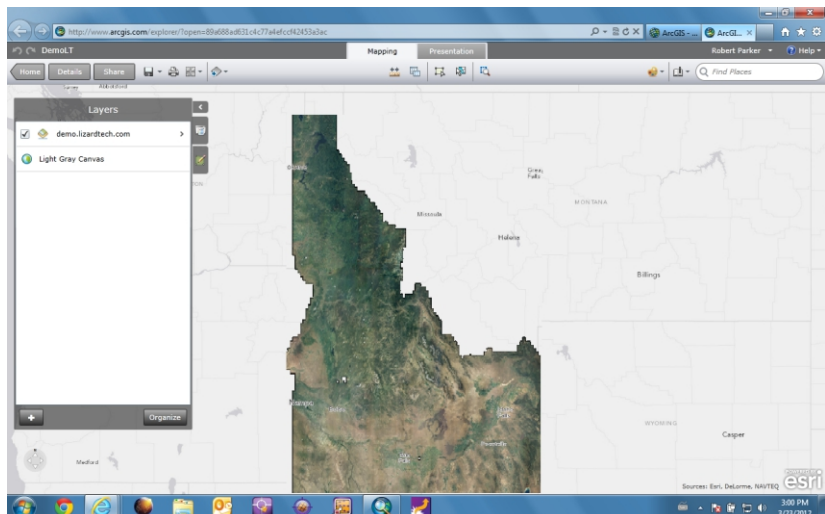 http://www.arcgis.com/explorer/?open=89a688ad631c4c77a4efccf42453a3ac
ArcGIS - ...
ArcGI...
DemoLT
Mapping
Presentation
Robert Parker
Help
Home
Details
Share
Find Places
Layers
demo.lizardtech.com
Light Gray Canvas
Organize
Great Falls
MONTANA
Missoula
Helena
Billings
WYOMING
Casper
Medford
Sources: Esri, DeLorme, NAVTEQ
esri
3:00 PM